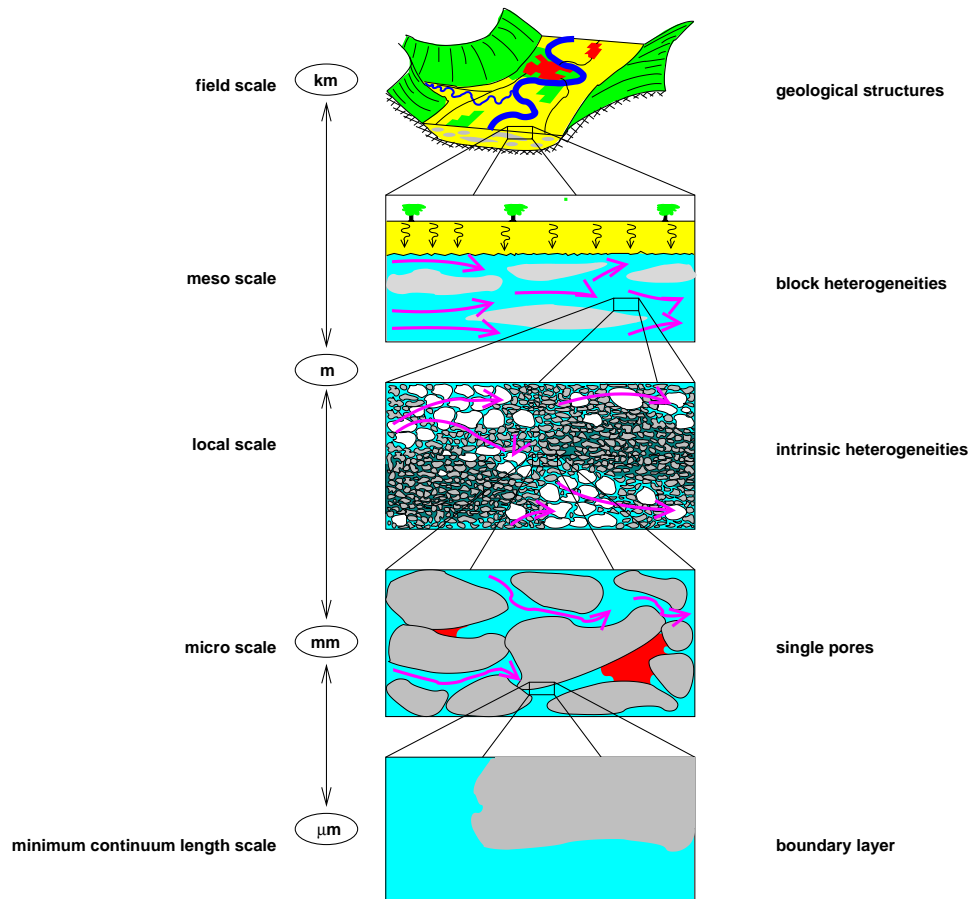 field scale
km
geological structures
meso scale
block heterogeneities
m
local scale
intrinsic heterogeneities
micro scale
mm
single pores
μm
minimum continuum length scale
boundary layer